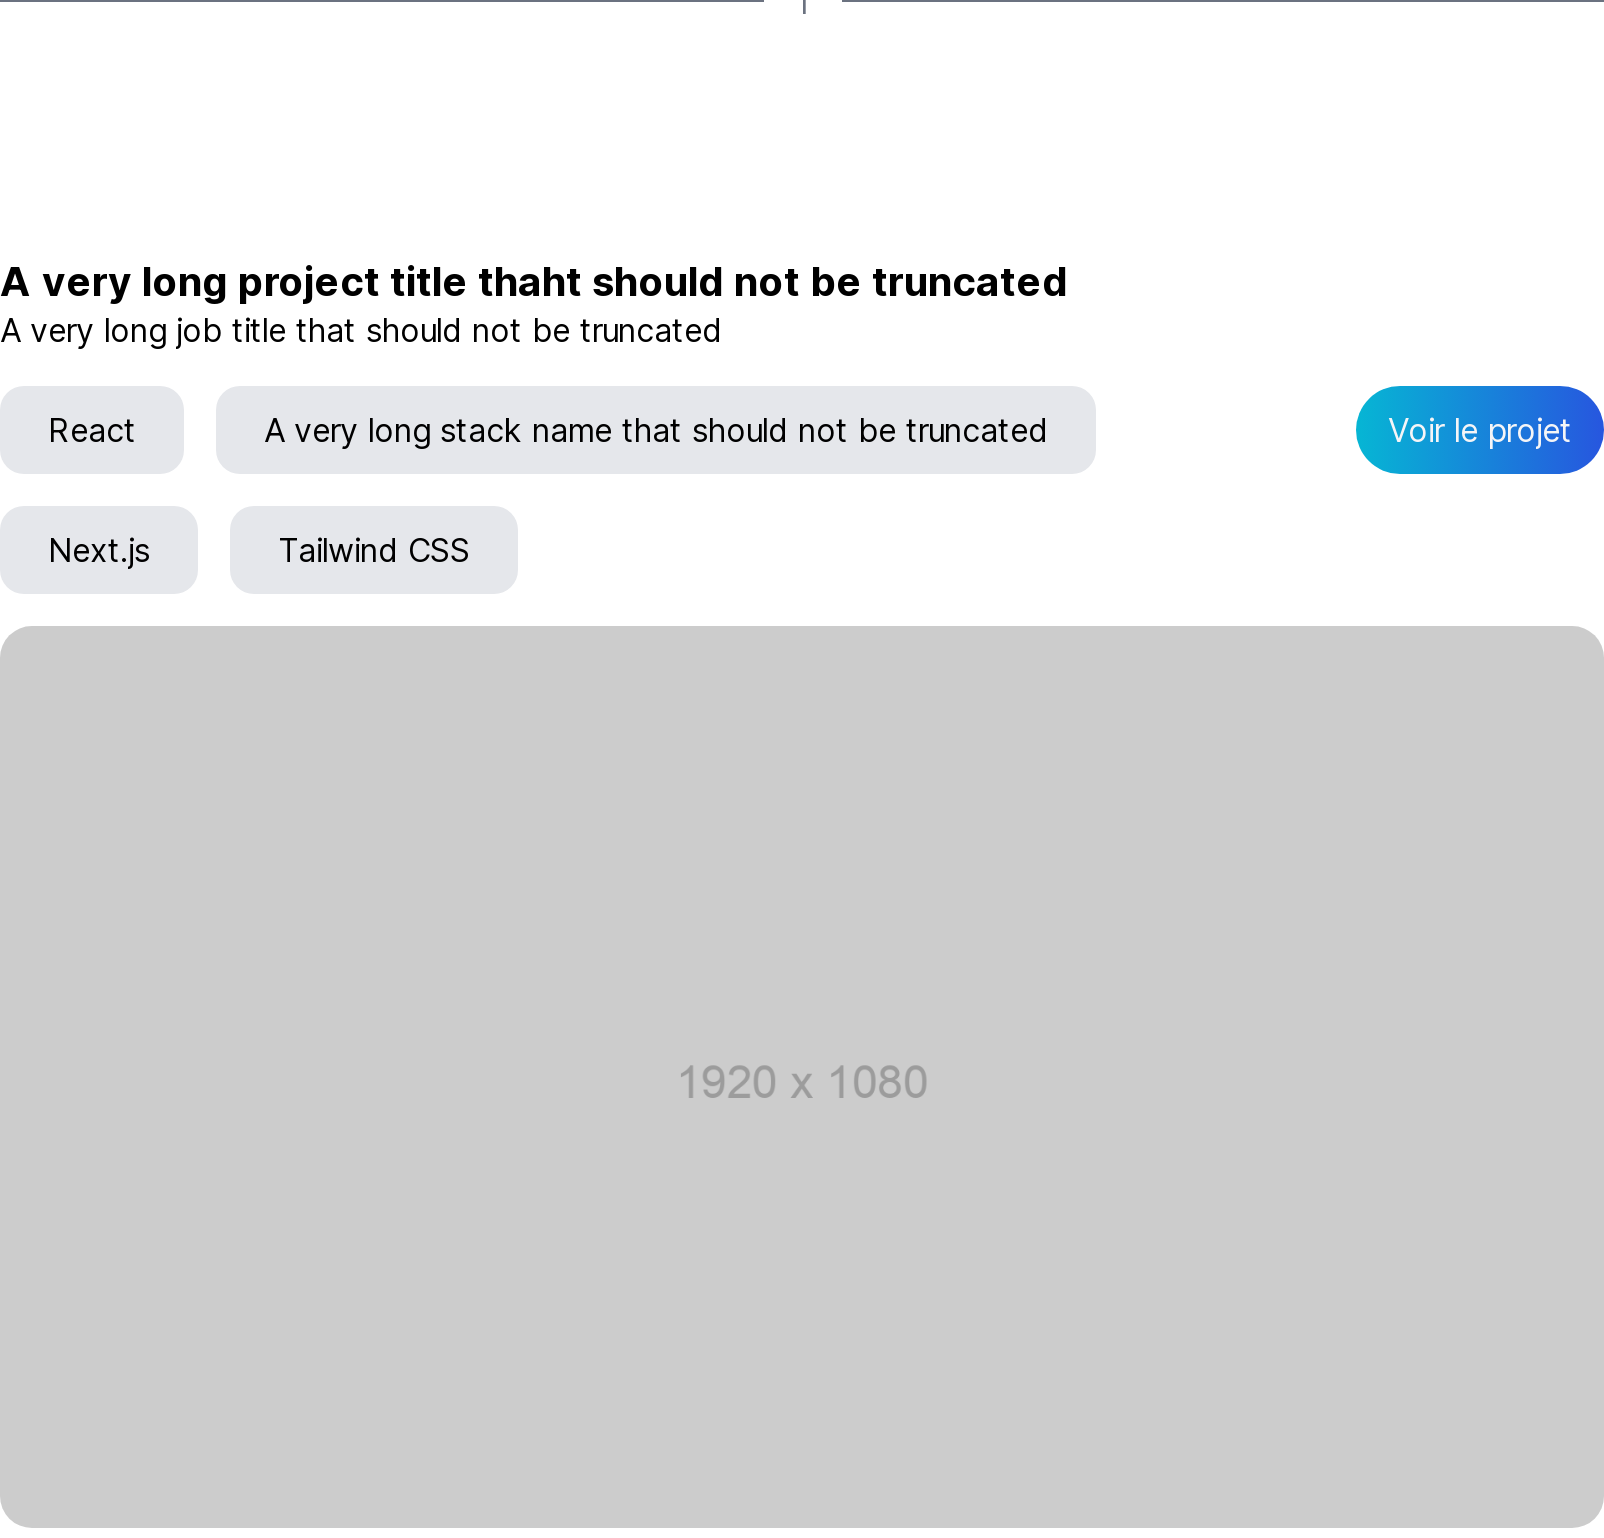 A very long project title thaht should not be truncated
A very long job title that should not be truncated
React
A very long stack name that should not be truncated
Voir le projet
Next.js
Tailwind CSS
1920 x 1080